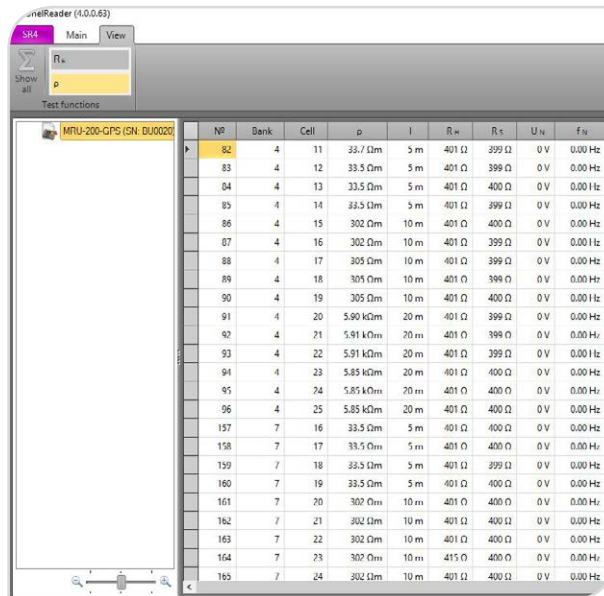 onelReader (4.0.0.63)
SR4 Main View
Show all
R H
ρ
Test functions
MRU-200-GPS (SN: BU0020
Nº Bank Cell ρ l R H R S U N f N
82 4 11 33.7 Ωm 5 m 401 Ω 399 Ω 0 V 0.00 Hz
83 4 12 33.5 Ωm 5 m 401 Ω 399 Ω 0 V 0.00 Hz
84 4 13 33.5 Ωm 5 m 401 Ω 400 Ω 0 V 0.00 Hz
85 4 14 33.5 Ωm 5 m 401 Ω 399 Ω 0 V 0.00 Hz
86 4 15 302 Ωm 10 m 401 Ω 400 Ω 0 V 0.00 Hz
87 4 16 302 Ωm 10 m 401 Ω 399 Ω 0 V 0.00 Hz
88 4 17 305 Ωm 10 m 401 Ω 399 Ω 0 V 0.00 Hz
89 4 18 305 Ωm 10 m 401 Ω 399 Ω 0 V 0.00 Hz
90 4 19 305 Ωm 10 m 401 Ω 400 Ω 0 V 0.00 Hz
91 4 20 5.90 kΩm 20 m 401 Ω 399 Ω 0 V 0.00 Hz
92 4 21 5.91 kΩm 20 m 401 Ω 399 Ω 0 V 0.00 Hz
93 4 22 5.91 kΩm 20 m 401 Ω 399 Ω 0 V 0.00 Hz
94 4 23 5.85 kΩm 20 m 401 Ω 400 Ω 0 V 0.00 Hz
95 4 24 5.85 kΩm 20 m 401 Ω 400 Ω 0 V 0.00 Hz
96 4 25 5.85 kΩm 20 m 401 Ω 400 Ω 0 V 0.00 Hz
157 7 16 33.5 Ωm 5 m 401 Ω 400 Ω 0 V 0.00 Hz
158 7 17 33.5 Ωm 5 m 401 Ω 400 Ω 0 V 0.00 Hz
159 7 18 33.5 Ωm 5 m 401 Ω 399 Ω 0 V 0.00 Hz
160 7 19 33.5 Ωm 5 m 401 Ω 400 Ω 0 V 0.00 Hz
161 7 20 302 Ωm 10 m 401 Ω 400 Ω 0 V 0.00 Hz
162 7 21 302 Ωm 10 m 401 Ω 400 Ω 0 V 0.00 Hz
163 7 22 302 Ωm 10 m 401 Ω 400 Ω 0 V 0.00 Hz
164 7 23 302 Ωm 10 m 415 Ω 400 Ω 0 V 0.00 Hz
165 7 24 302 Ωm 10 m 401 Ω 400 Ω 0 V 0.00 Hz